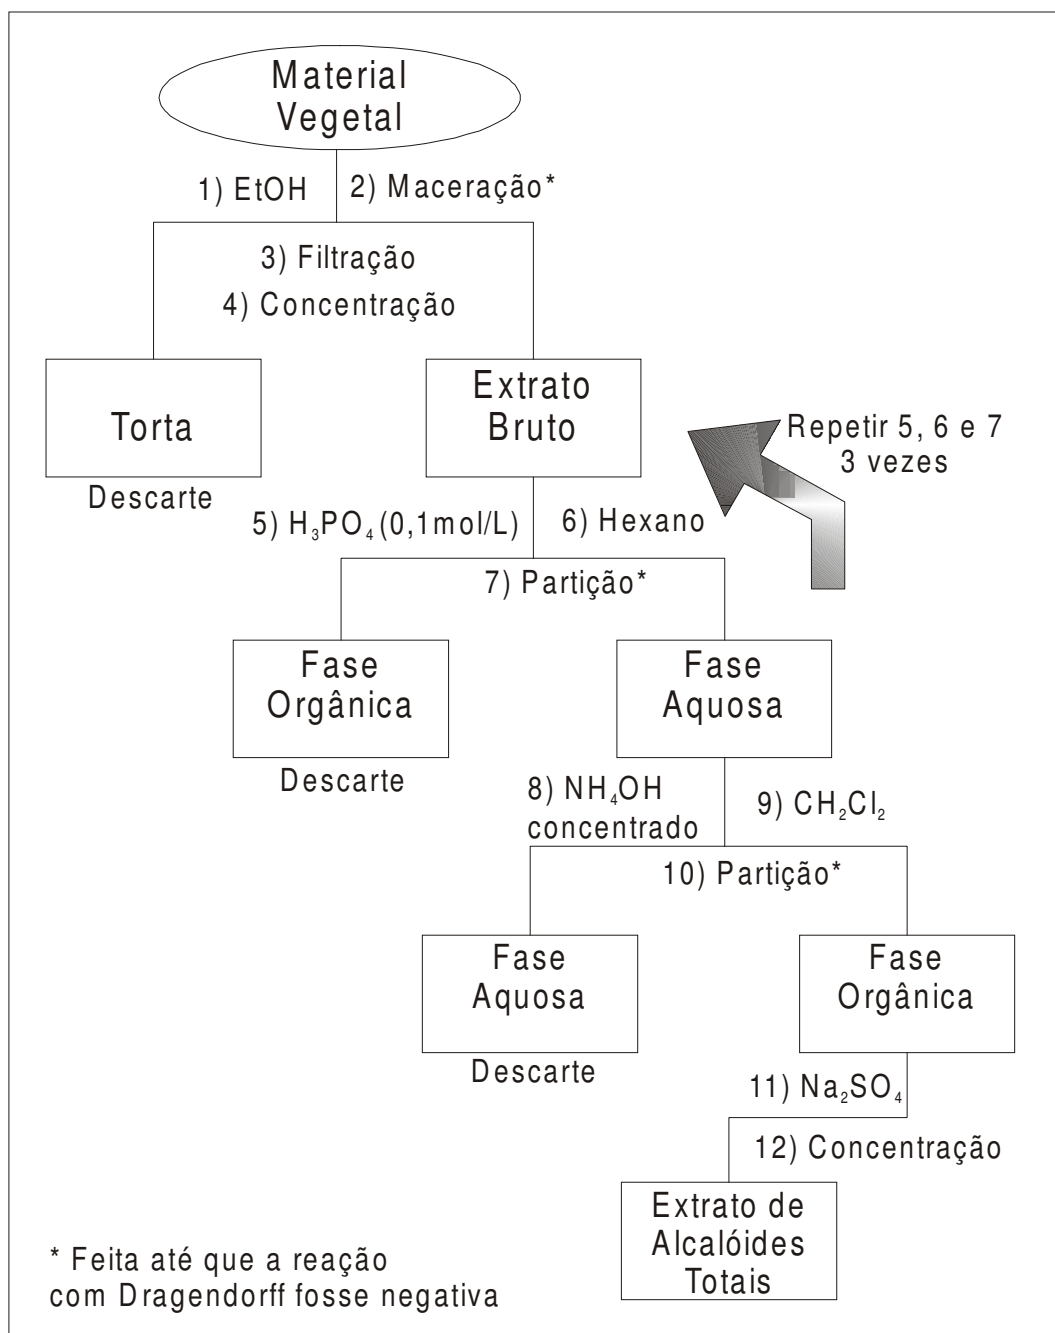 Material
Vegetal
1) EtOH
2) Maceração*
3) Filtração
4) Concentração
Torta
Descarte
Extrato
Bruto
Repetir 5, 6 e 7
3 vezes
5) H₃PO₄ (0,1mol/L)
6) Hexano
7) Partição*
Fase
Orgânica
Descarte
Fase
Aquosa
8) NH₄OH
concentrado
9) CH₂Cl₂
10) Partição*
Fase
Aquosa
Descarte
Fase
Orgânica
11) Na₂SO₄
12) Concentração
Extrato de
Alcalóides
Totais
* Feita até que a reação
com Dragendorff fosse negativa